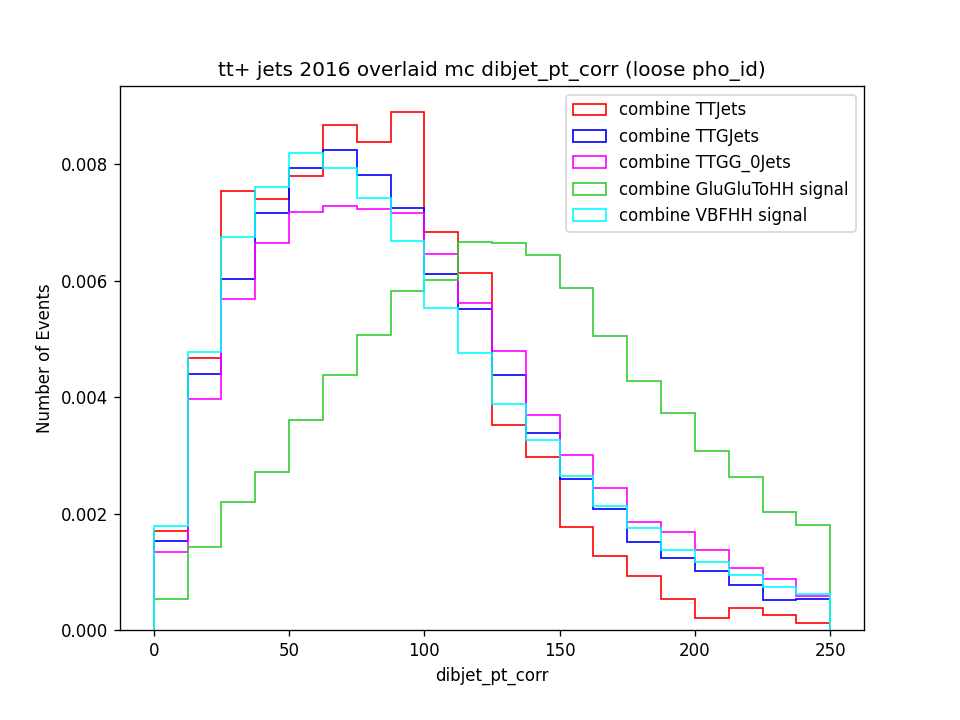 tt+ jets 2016 overlaid mc dibjet_pt_corr (loose pho_id)
combine TTJets
combine TTGJets
combine TTGG_0Jets
combine GluGluToHH signal
combine VBFHH signal
Number of Events
0.008
0.006
0.004
0.002
0.000
0 50 100 150 200 250
dibjet_pt_corr